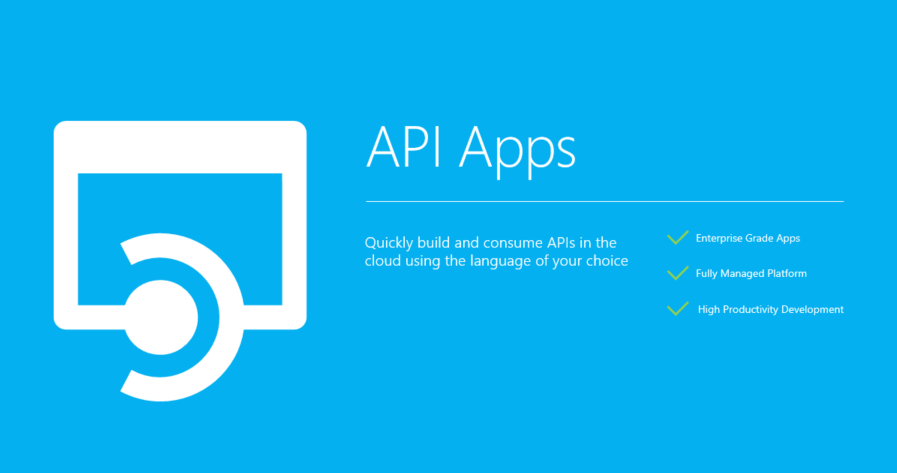 API Apps
Quickly build and consume APIs in the
cloud using the language of your choice
Enterprise Grade Apps
Fully Managed Platform
High Productivity Development